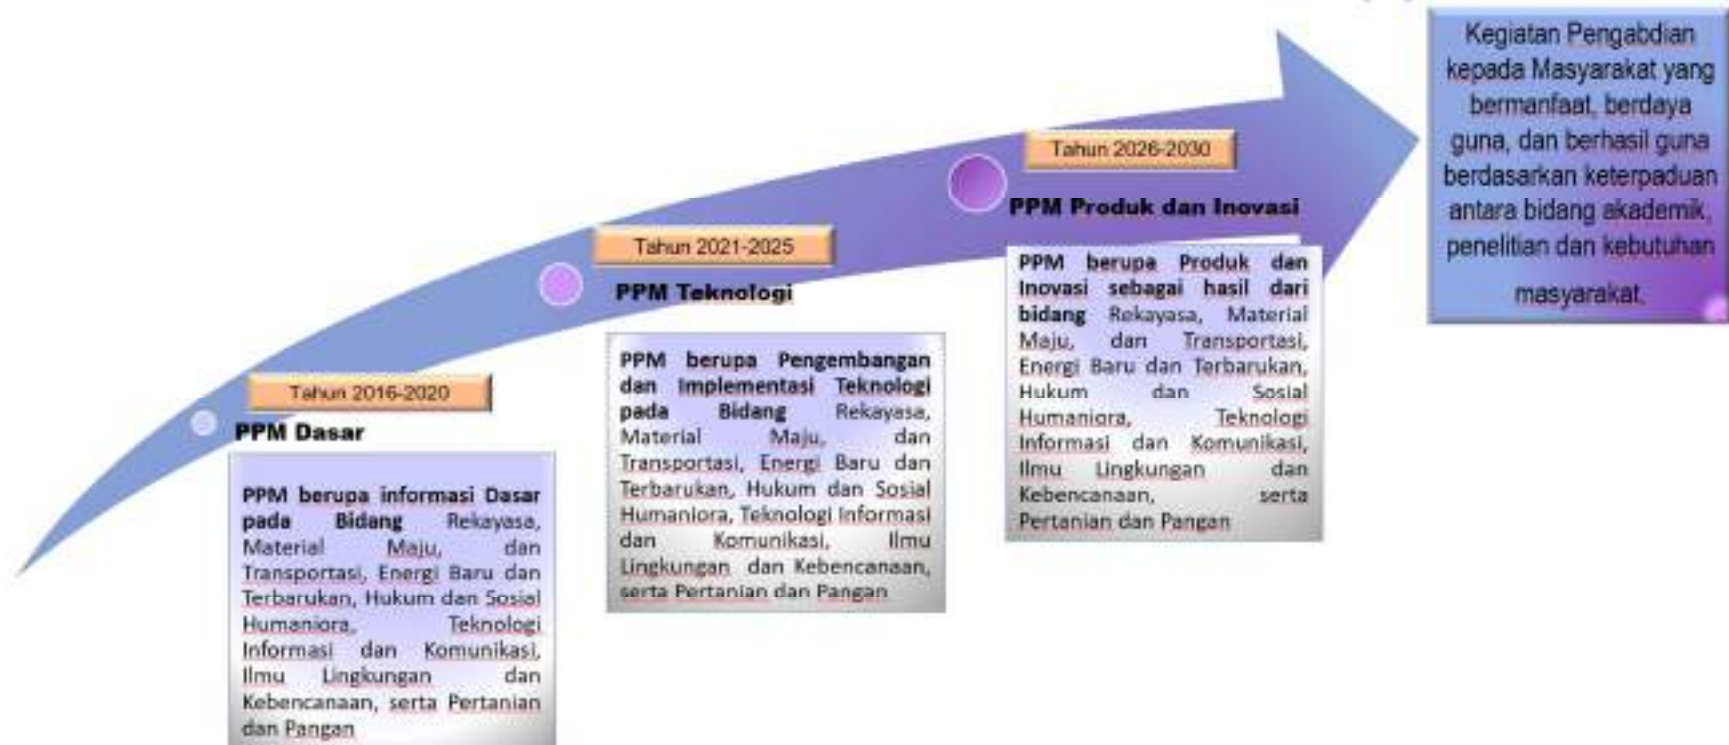 Tahun 2016-2020
PPM Dasar
PPM berupa informasi Dasar
pada Bidang Rekayasa,
Material Maju, dan
Transportasi, Energi Baru dan
Terbarukan, Hukum dan Sosial
Humaniora, Teknologi
Informasi dan Komunikasi,
Ilmu Lingkungan dan
Kebencanaan, serta Pertanian
dan Pangan
Tahun 2021-2025
PPM Teknologi
PPM berupa Pengembangan
dan Implementasi Teknologi
pada Bidang Rekayasa,
Material Maju, dan
Transportasi, Energi Baru dan
Terbarukan, Hukum dan Sosial
Humaniora, Teknologi Informasi
dan Komunikasi, Ilmu
Lingkungan dan Kebencanaan,
serta Pertanian dan Pangan
Tahun 2026-2030
PPM Produk dan Inovasi
PPM berupa Produk dan
Inovasi sebagai hasil dari
bidang Rekayasa, Material
Maju, dan Transportasi,
Energi Baru dan Terbarukan,
Hukum dan Sosial
Humaniora, Teknologi
Informasi dan Komunikasi,
Ilmu Lingkungan dan
Kebencanaan, serta
Pertanian dan Pangan
Kegiatan Pengabdian
kepada Masyarakat yang
bermanfaat, berdaya
guna, dan berhasil guna
berdasarkan keterpaduan
antara bidang akademik,
penelitian dan kebutuhan
masyarakat.